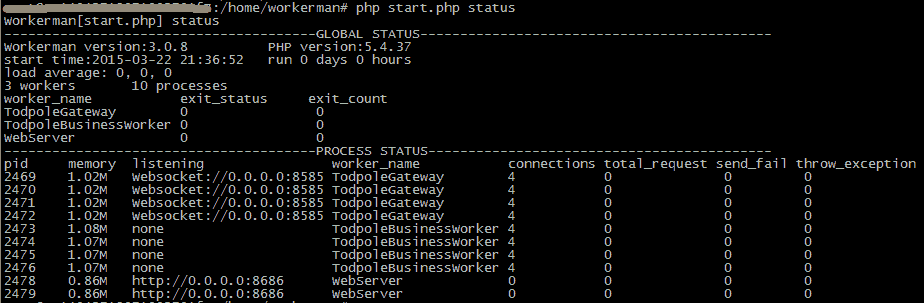 :/home/workerman# php start.php status
Workerman[start.php] status
---------------------------------------GLOBAL STATUS--------------------------------------------
Workerman version:3.0.8          PHP version:5.4.37
start time:2015-03-22 21:36:52   run 0 days 0 hours
load average: 0, 0, 0
3 workers       10 processes
worker_name           exit_status     exit_count
TodpoleGateway        0                0
TodpoleBusinessWorker 0                0
WebServer             0                0
---------------------------------------PROCESS STATUS-------------------------------------------
pid     memory  listening                worker_name           connections total_request send_fail throw_exception
2469    1.02M   Websocket://0.0.0.0:8585 TodpoleGateway        4           0             0         0
2470    1.02M   Websocket://0.0.0.0:8585 TodpoleGateway        4           0             0         0
2471    1.02M   Websocket://0.0.0.0:8585 TodpoleGateway        4           0             0         0
2472    1.02M   Websocket://0.0.0.0:8585 TodpoleGateway        4           0             0         0
2473    1.08M   none                     TodpoleBusinessWorker 4           0             0         0
2474    1.07M   none                     TodpoleBusinessWorker 4           0             0         0
2475    1.07M   none                     TodpoleBusinessWorker 4           0             0         0
2476    1.07M   none                     TodpoleBusinessWorker 4           0             0         0
2478    0.86M   http://0.0.0.0:8686      WebServer             0           0             0         0
2479    0.86M   http://0.0.0.0:8686      WebServer             0           0             0         0